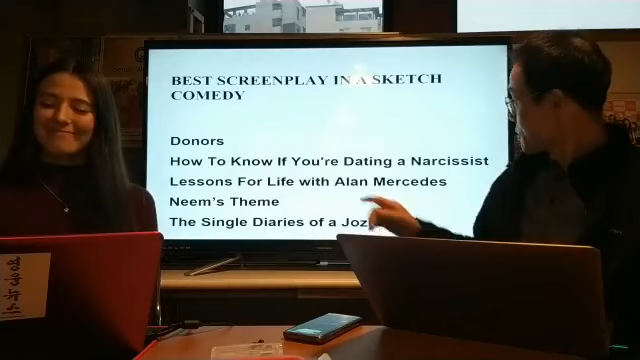 BEST SCREENPLAY IN A SKETCH
COMEDY
Donors
How To Know If You're Dating a Narcissist
Lessons For Life with Alan Mercedes
Neem's Theme
The Single Diaries of a Joz